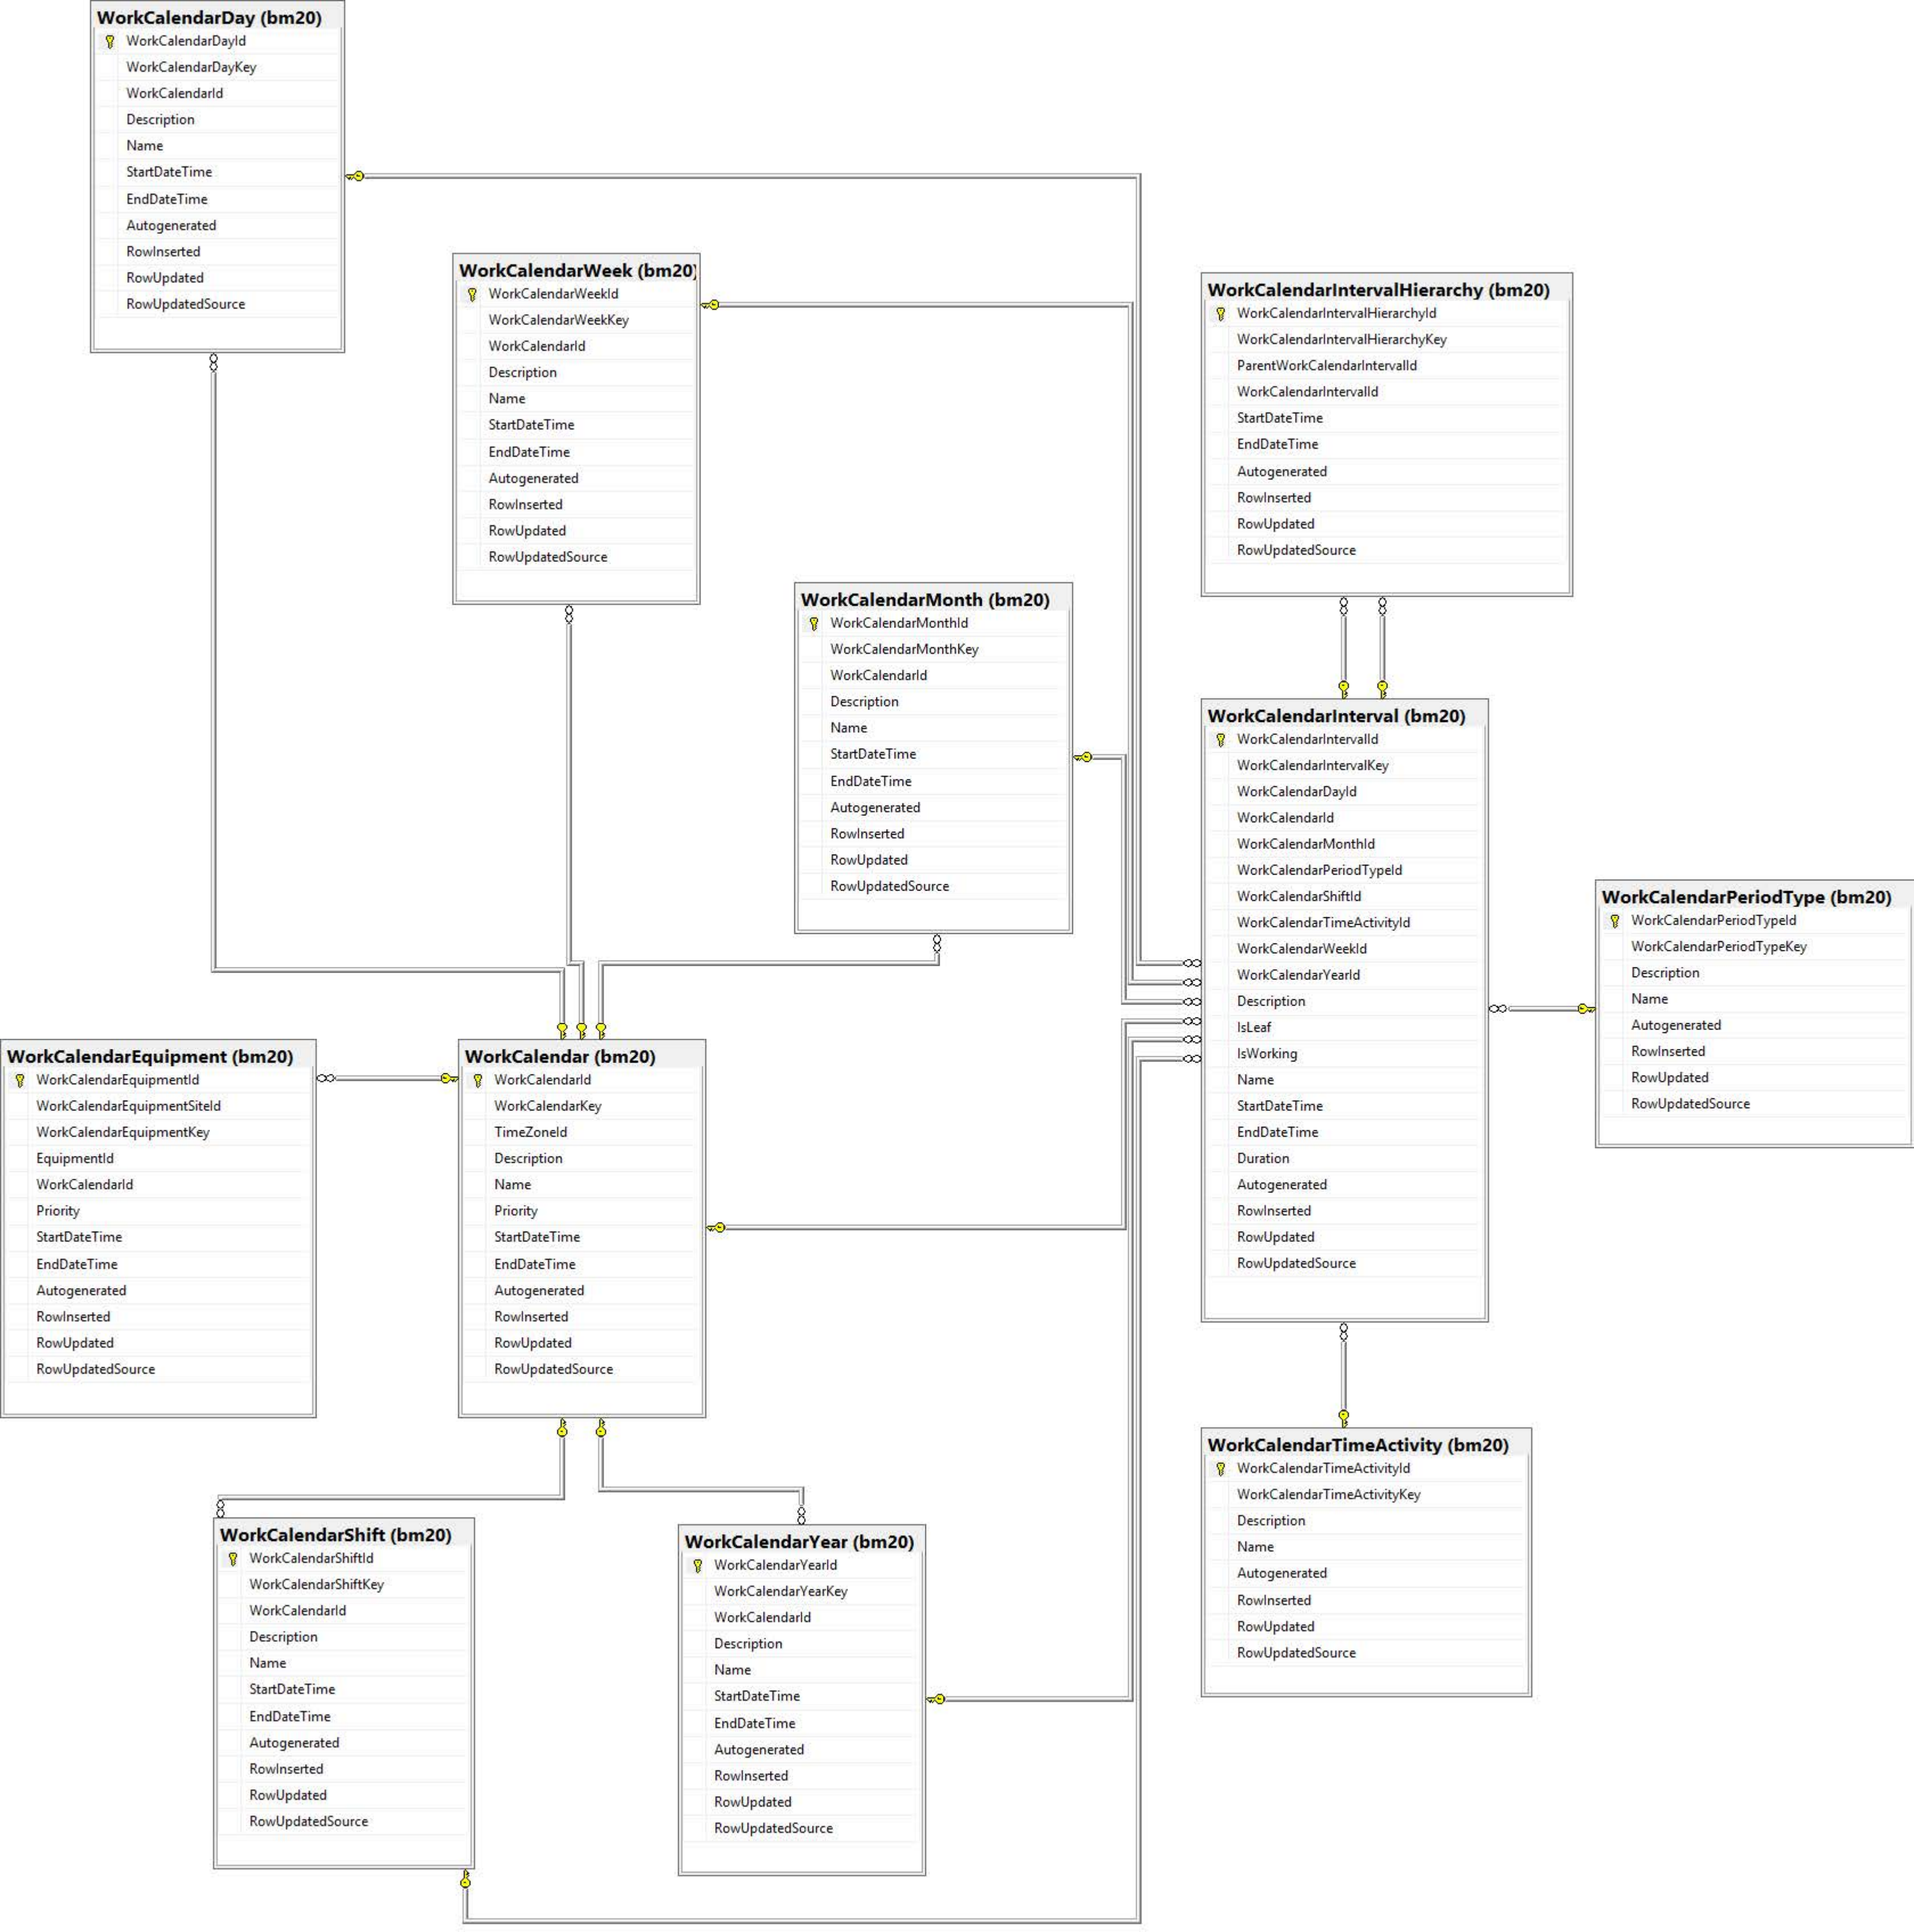 WorkCalendarDay (bm20)
WorkCalendarDayId
WorkCalendarDayKey
WorkCalendarId
Description
Name
StartDateTime
EndDateTime
Autogenerated
RowInserted
RowUpdated
RowUpdatedSource
WorkCalendarWeek (bm20)
WorkCalendarWeekId
WorkCalendarWeekKey
WorkCalendarId
Description
Name
StartDateTime
EndDateTime
Autogenerated
RowInserted
RowUpdated
RowUpdatedSource
WorkCalendarIntervalHierarchy (bm20)
WorkCalendarIntervalHierarchyId
WorkCalendarIntervalHierarchyKey
ParentWorkCalendarIntervalId
WorkCalendarIntervalId
StartDateTime
EndDateTime
Autogenerated
RowInserted
RowUpdated
RowUpdatedSource
WorkCalendarMonth (bm20)
WorkCalendarMonthId
WorkCalendarMonthKey
WorkCalendarId
Description
Name
StartDateTime
EndDateTime
Autogenerated
RowInserted
RowUpdated
RowUpdatedSource
WorkCalendarInterval (bm20)
WorkCalendarIntervalId
WorkCalendarIntervalKey
WorkCalendarDayId
WorkCalendarId
WorkCalendarMonthId
WorkCalendarPeriodTypeId
WorkCalendarShiftId
WorkCalendarTimeActivityId
WorkCalendarWeekId
WorkCalendarYearId
Description
IsLeaf
IsWorking
Name
StartDateTime
EndDateTime
Duration
Autogenerated
RowInserted
RowUpdated
RowUpdatedSource
WorkCalendarPeriodType (bm20)
WorkCalendarPeriodTypeId
WorkCalendarPeriodTypeKey
Description
Name
Autogenerated
RowInserted
RowUpdated
RowUpdatedSource
WorkCalendarEquipment (bm20)
WorkCalendarEquipmentId
WorkCalendarEquipmentSiteId
WorkCalendarEquipmentKey
EquipmentId
WorkCalendarId
Priority
StartDateTime
EndDateTime
Autogenerated
RowInserted
RowUpdated
RowUpdatedSource
WorkCalendar (bm20)
WorkCalendarId
WorkCalendarKey
TimeZoneId
Description
Name
Priority
StartDateTime
EndDateTime
Autogenerated
RowInserted
RowUpdated
RowUpdatedSource
WorkCalendarTimeActivity (bm20)
WorkCalendarTimeActivityId
WorkCalendarTimeActivityKey
Description
Name
Autogenerated
RowInserted
RowUpdated
RowUpdatedSource
WorkCalendarShift (bm20)
WorkCalendarShiftId
WorkCalendarShiftKey
WorkCalendarId
Description
Name
StartDateTime
EndDateTime
Autogenerated
RowInserted
RowUpdated
RowUpdatedSource
WorkCalendarYear (bm20)
WorkCalendarYearId
WorkCalendarYearKey
WorkCalendarId
Description
Name
StartDateTime
EndDateTime
Autogenerated
RowInserted
RowUpdated
RowUpdatedSource